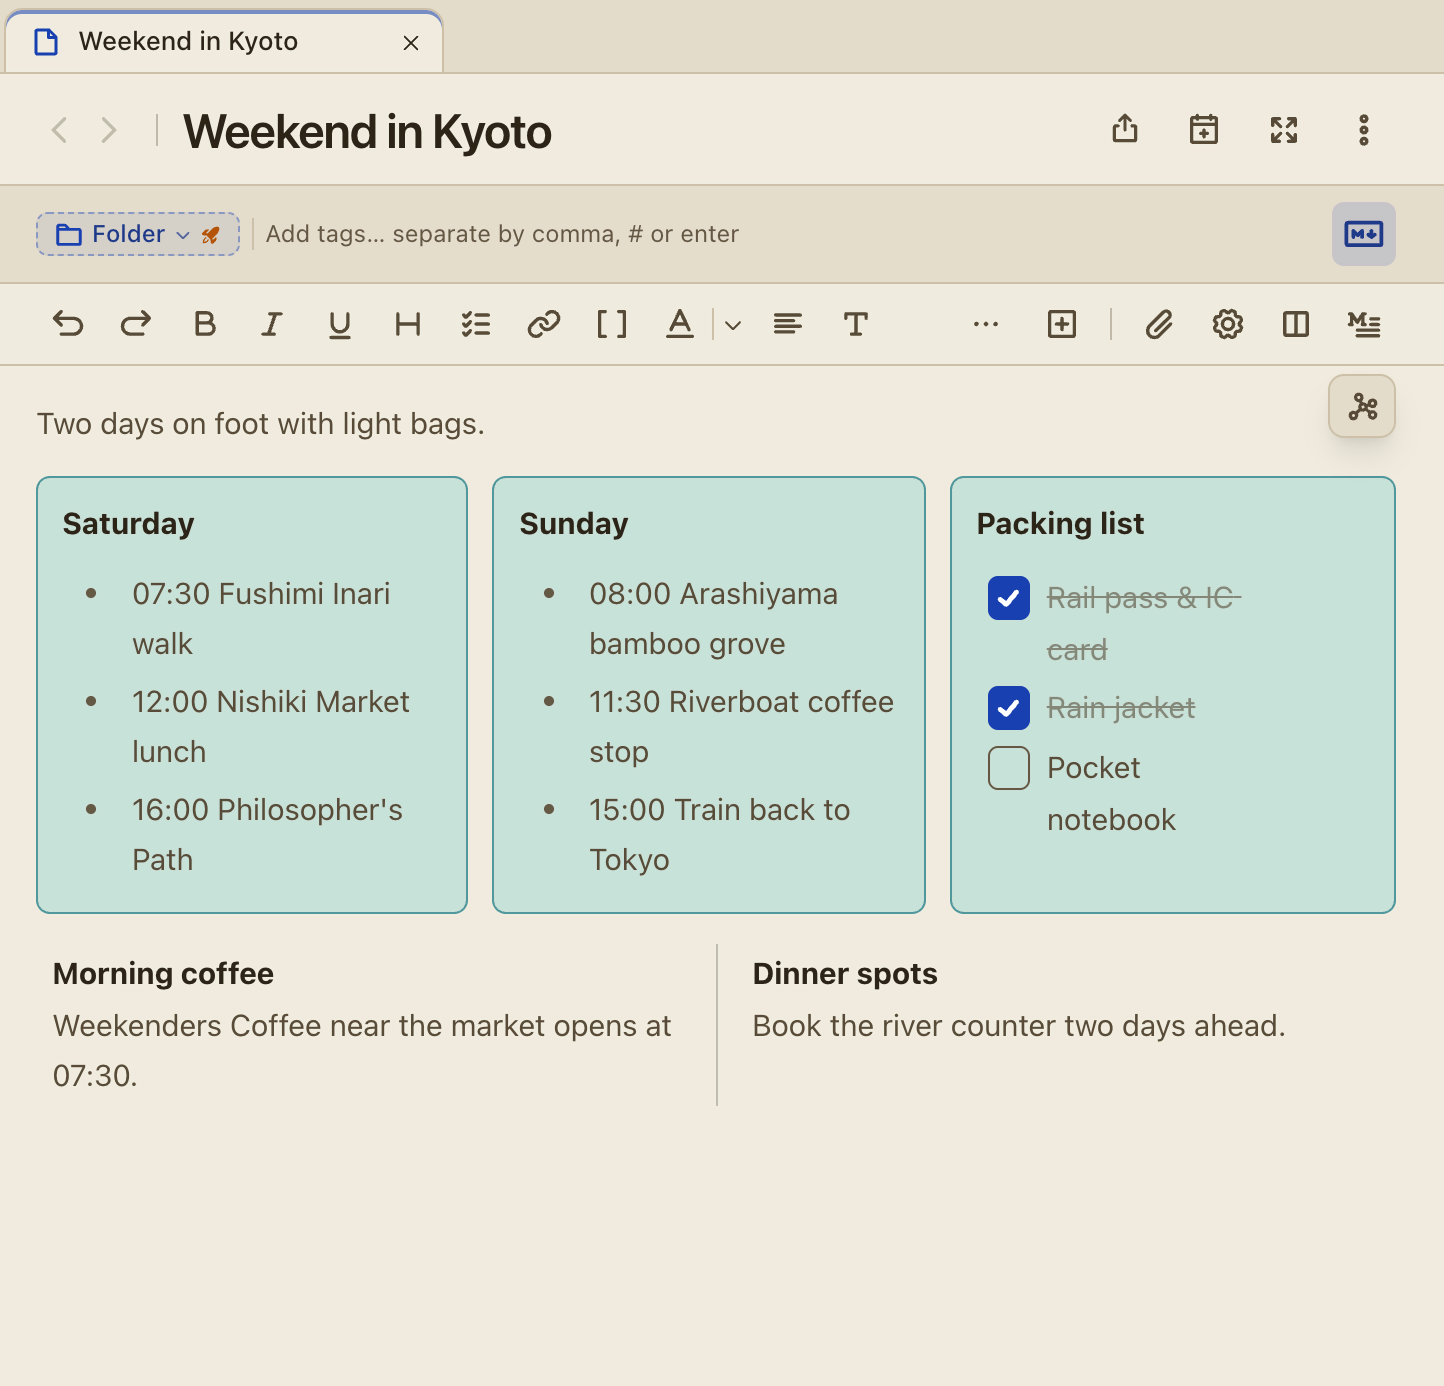 Weekend in Kyoto
Weekend in Kyoto
Folder
Add tags... separate by comma, # or enter
Two days on foot with light bags.
Saturday
07:30 Fushimi Inari
walk
12:00 Nishiki Market
lunch
16:00 Philosopher's
Path
Sunday
08:00 Arashiyama
bamboo grove
11:30 Riverboat coffee
stop
15:00 Train back to
Tokyo
Packing list
Rail pass & IC
card
Rain jacket
Pocket
notebook
Morning coffee
Weekenders Coffee near the market opens at
07:30.
Dinner spots
Book the river counter two days ahead.